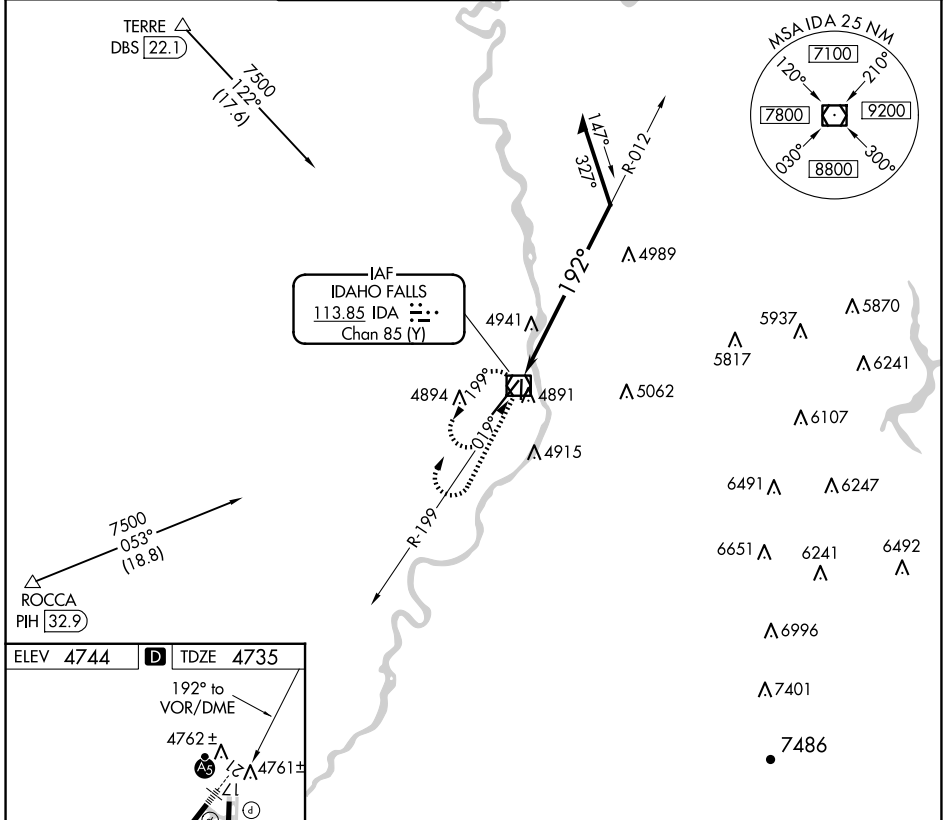 TERRE
DBS 22.1
7500
122°
(17.6)
MSA IDA 25 NM
7100
120°
210°
7800
9200
030°
300°
8800
147°
327°
R-012
192°
4989
IAF
IDAHO FALLS
113.85 IDA
Chan 85 (Y)
4941
5870
5937
5817
6241
4894
199°
4891
5062
6107
019°
4915
6491
6247
R-199
7500
053°
(18.8)
6651
6241
6492
ROCCA
PIH 32.9
6996
ELEV 4744 D TDZE 4735
7401
192° to
VOR/DME
4762 ±
7486
A5
21
4761±
17
P
P